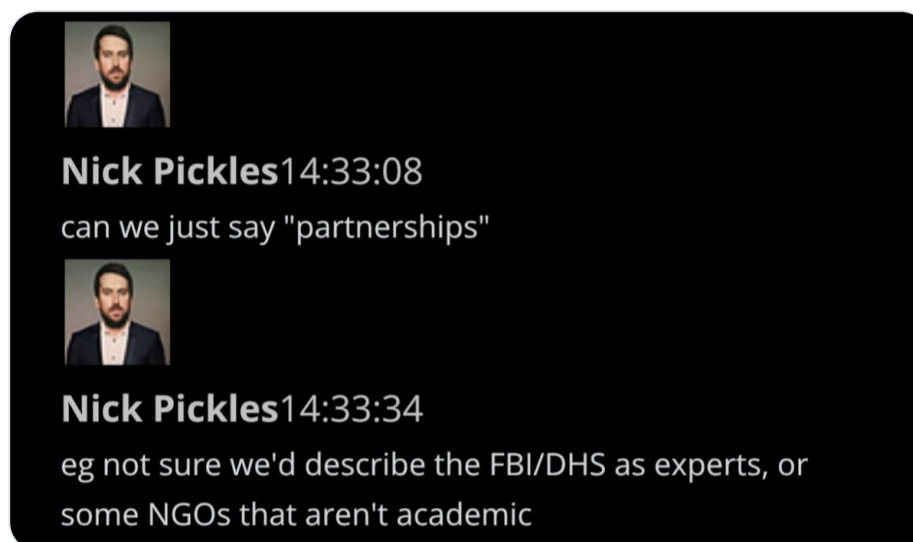 Nick Pickles14:33:08
can we just say "partnerships"
Nick Pickles14:33:34
eg not sure we'd describe the FBI/DHS as experts, or
some NGOs that aren't academic